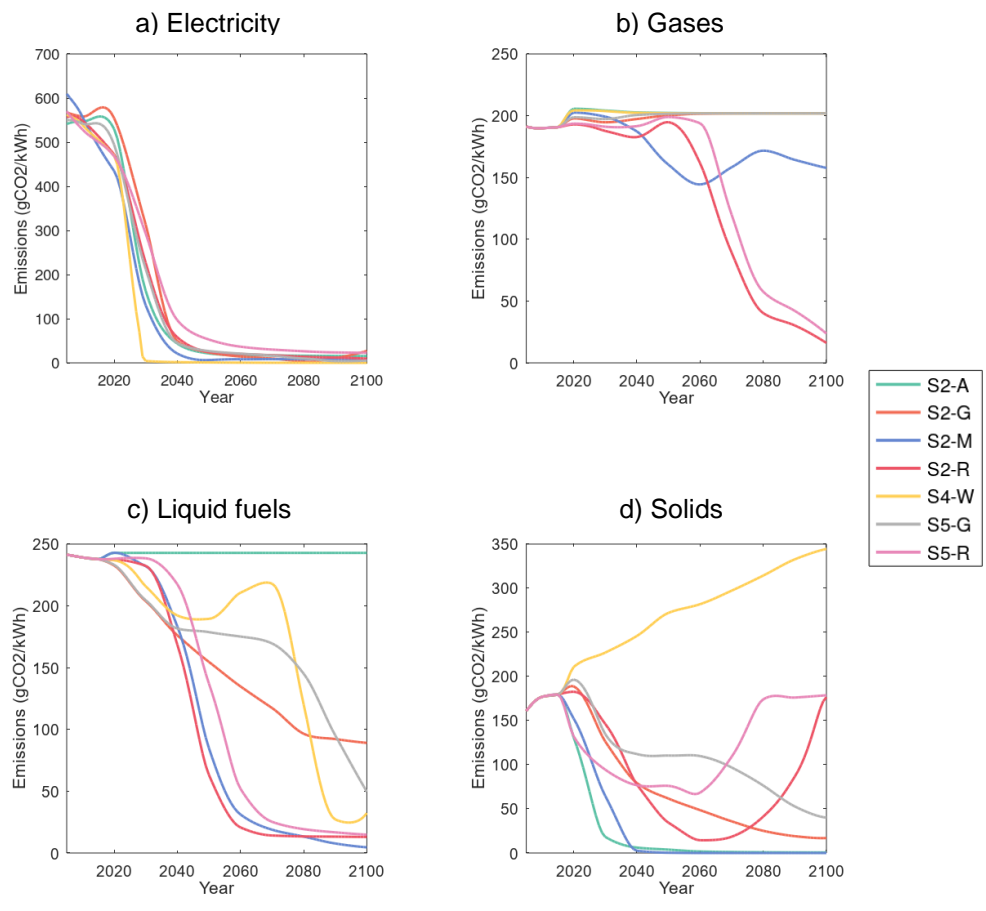 a) Electricity
700
600
500
400
300
200
100
0
Emissions (gCO2/kWh)
2020 2040 2060 2080 2100
Year
b) Gases
250
200
150
100
50
0
Emissions (gCO2/kWh)
2020 2040 2060 2080 2100
Year
S2-A
S2-G
S2-M
S2-R
S4-W
S5-G
S5-R
c) Liquid fuels
250
200
150
100
50
0
Emissions (gCO2/kWh)
2020 2040 2060 2080 2100
Year
d) Solids
350
300
250
200
150
100
50
0
Emissions (gCO2/kWh)
2020 2040 2060 2080 2100
Year